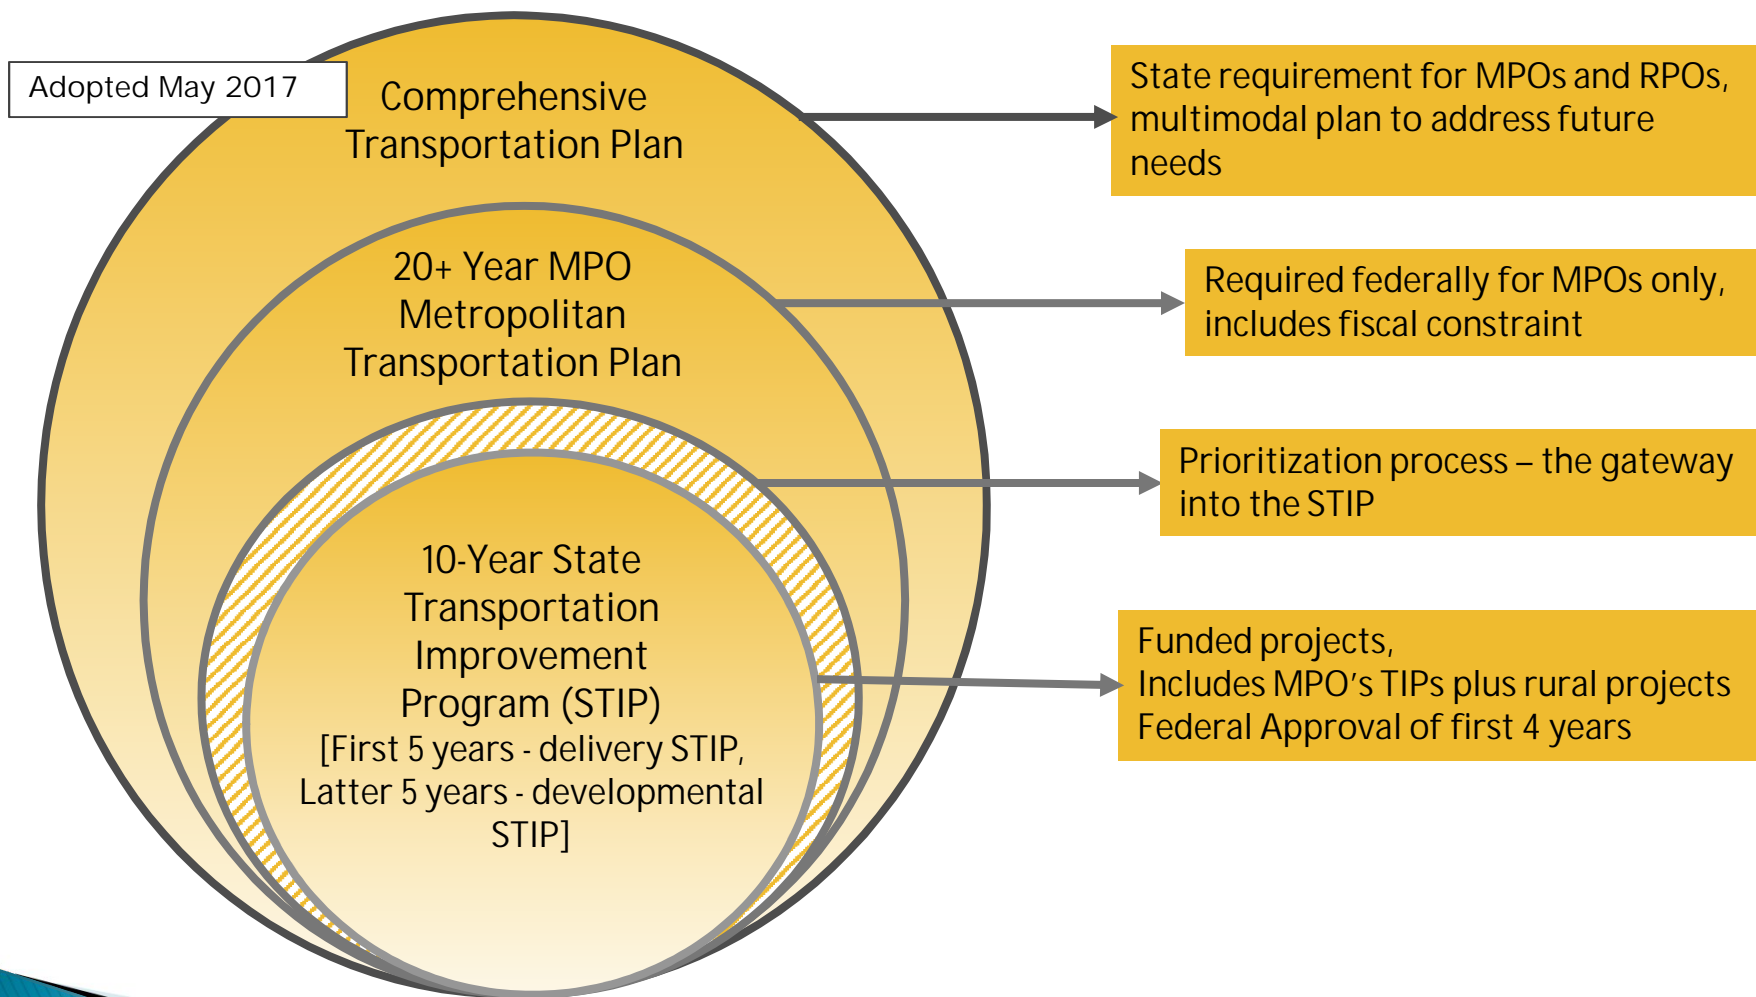 Adopted May 2017
Comprehensive
Transportation Plan
State requirement for MPOs and RPOs,
multimodal plan to address future
needs
20+ Year MPO
Metropolitan
Transportation Plan
Required federally for MPOs only,
includes fiscal constraint
Prioritization process – the gateway
into the STIP
10-Year State
Transportation
Improvement
Program (STIP)
[First 5 years - delivery STIP,
Latter 5 years - developmental
STIP]
Funded projects,
Includes MPO's TIPs plus rural projects
Federal Approval of first 4 years